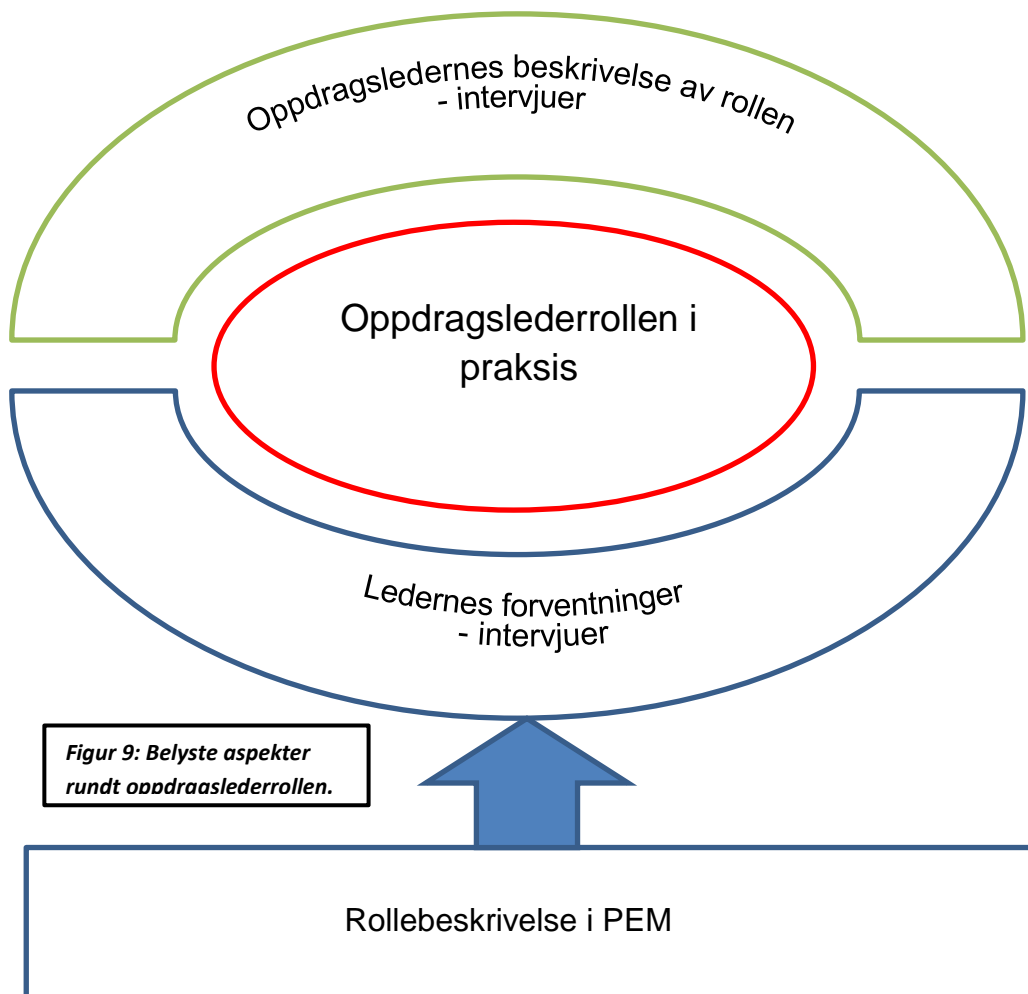 Oppdragsledernes beskrivelse av rollen
- intervjuer
Oppdragslederrollen i
praksis
Ledernes forventninger
- intervjuer
Figur 9: Belyste aspekter
rundt oppdragslederrollen.
Rollebeskrivelse i PEM